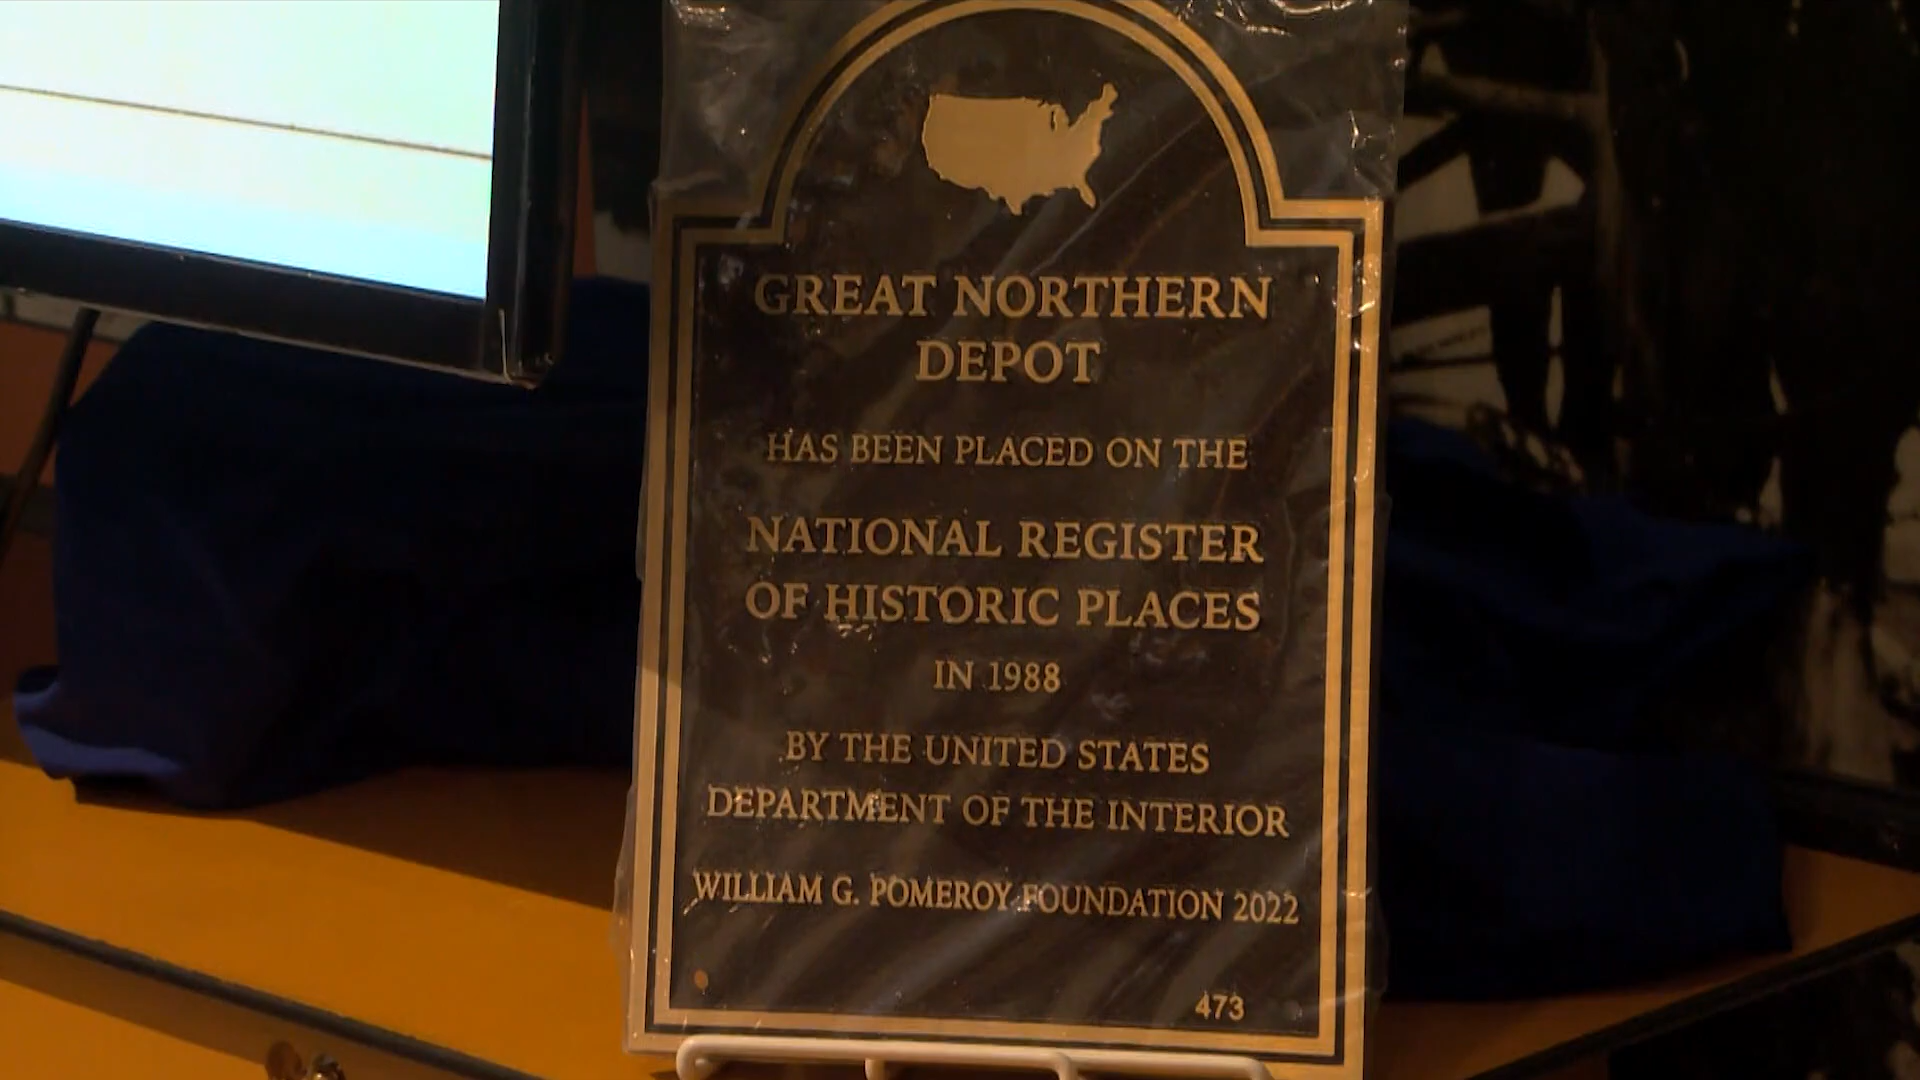 GREAT NORTHERN
DEPOT
HAS BEEN PLACED ON THE
NATIONAL REGISTER
OF HISTORIC PLACES
IN 1988
BY THE UNITED STATES
DEPARTMENT OF THE INTERIOR
WILLIAM G. POMEROY FOUNDATION 2022
473